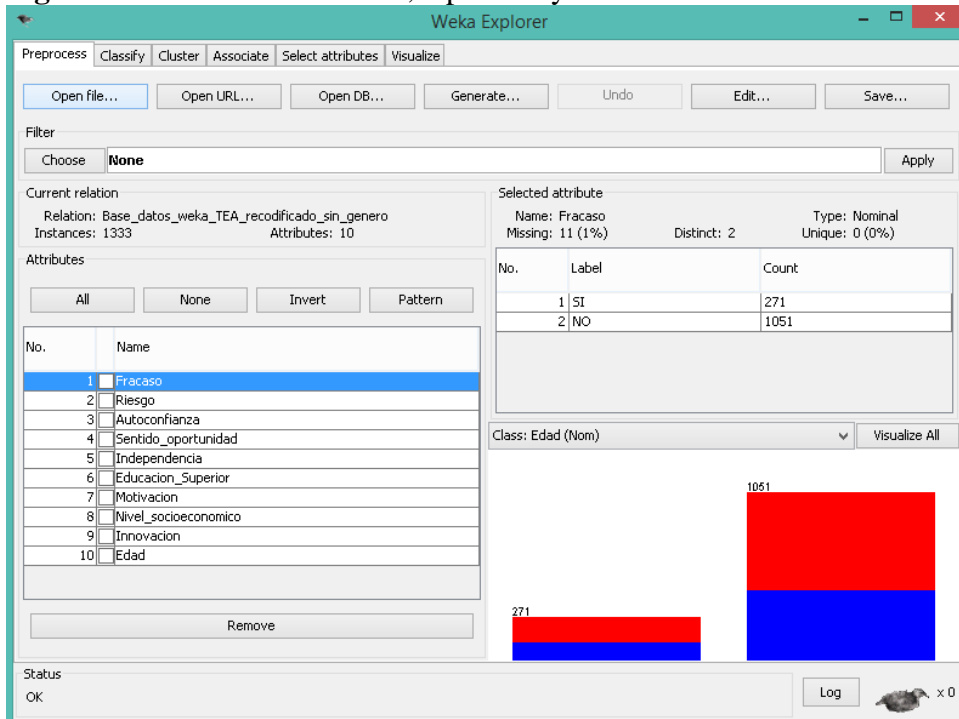 Weka Explorer
Preprocess Classify Cluster Associate Select attributes Visualize
Open file... Open URL... Open DB... Generate... Undo Edit... Save...
Filter
Choose None Apply
Current relation
Relation: Base_datos_weka_TEA_recodificado_sin_genero
Instances: 1333 Attributes: 10
Attributes
All None Invert Pattern
No. Name
1 Fracaso
2 Riesgo
3 Autoconfianza
4 Sentido_oportunidad
5 Independencia
6 Educacion_Superior
7 Motivacion
8 Nivel_socioeconomico
9 Innovacion
10 Edad
Remove
Selected attribute
Name: Fracaso Type: Nominal
Missing: 11 (1%) Distinct: 2 Unique: 0 (0%)
No. Label Count
1 SI 271
2 NO 1051
Class: Edad (Nom) Visualize All
1051
271
Status
OK
Log x 0